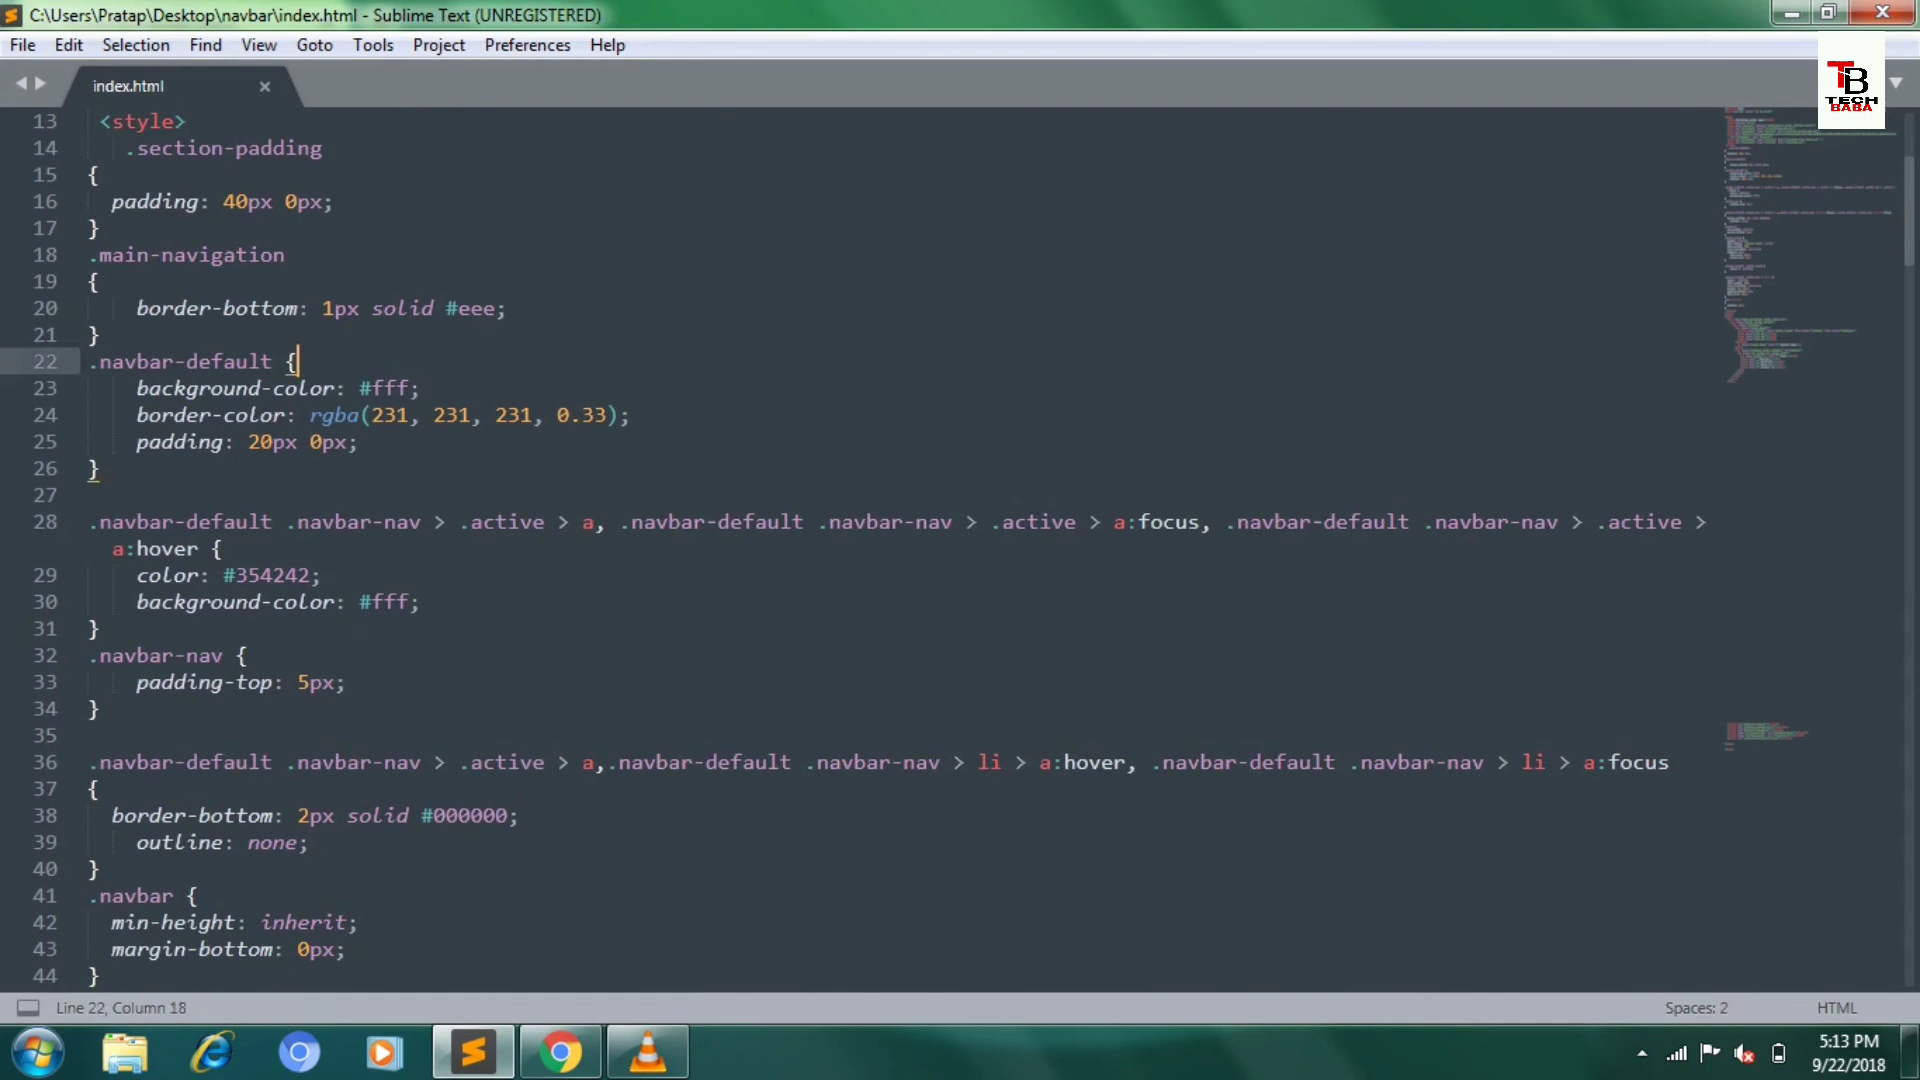 C:\Users\Pratap\Desktop\navbar\index.html - Sublime Text (UNREGISTERED)
File Edit Selection Find View Goto Tools Project Preferences Help
TB
TECH
BABA
index.html
13 <style>
14 .section-padding
15 {
16 padding: 40px 0px;
17 }
18 .main-navigation
19 {
20 border-bottom: 1px solid #eee;
21 }
22 .navbar-default {
23 background-color: #fff;
24 border-color: rgba(231, 231, 231, 0.33);
25 padding: 20px 0px;
26 }
27
28 .navbar-default .navbar-nav > .active > a, .navbar-default .navbar-nav > .active > a:focus, .navbar-default .navbar-nav > .active >
a:hover {
29 color: #354242;
30 background-color: #fff;
31 }
32 .navbar-nav {
33 padding-top: 5px;
34 }
35
36 .navbar-default .navbar-nav > .active > a,.navbar-default .navbar-nav > li > a:hover, .navbar-default .navbar-nav > li > a:focus
37 {
38 border-bottom: 2px solid #000000;
39 outline: none;
40 }
41 .navbar {
42 min-height: inherit;
43 margin-bottom: 0px;
44 }
Line 22, Column 18 Spaces: 2 HTML
5:13 PM
9/22/2018